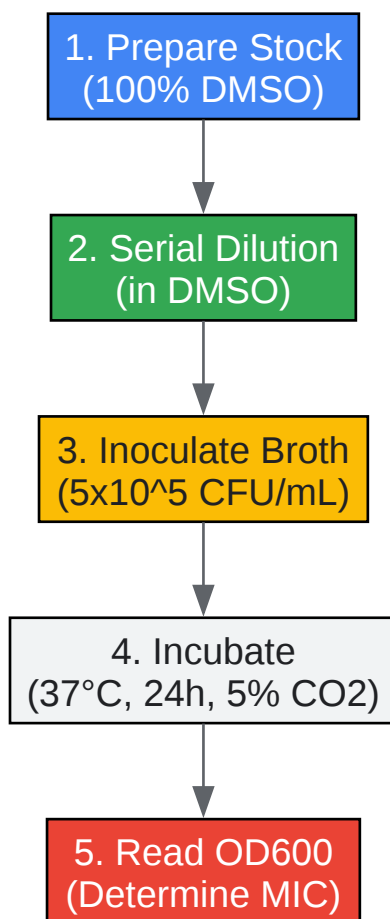 1. Prepare Stock
(100% DMSO)
2. Serial Dilution
(in DMSO)
3. Inoculate Broth
(5x10^5 CFU/mL)
4. Incubate
(37°C, 24h, 5% CO2)
5. Read OD600
(Determine MIC)